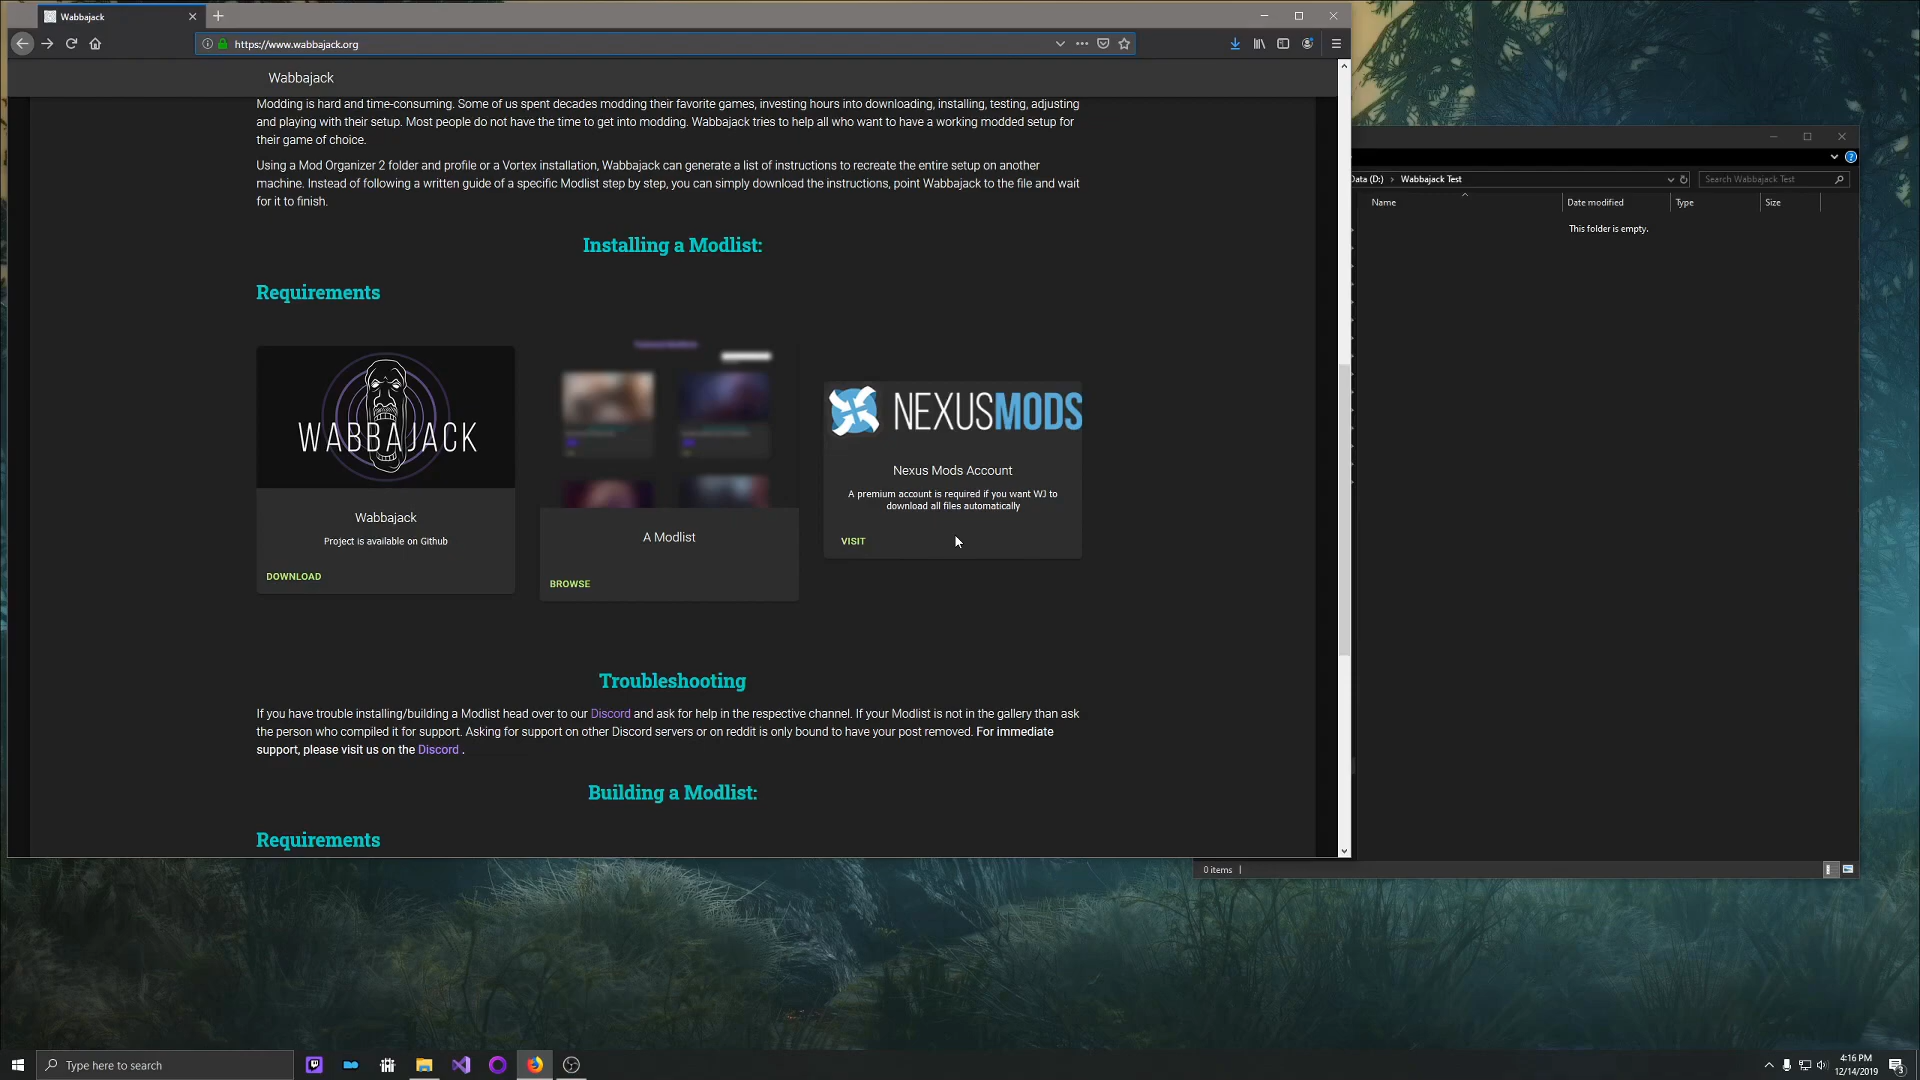 Wabbajack
https://www.wabbajack.org
Wabbajack
Modding is hard and time-consuming. Some of us spent decades modding their favorite games, investing hours into downloading, installing, testing, adjusting
and playing with their setup. Most people do not have the time to get into modding. Wabbajack tries to help all who want to have a working modded setup for
their game of choice.
Using a Mod Organizer 2 folder and profile or a Vortex installation, Wabbajack can generate a list of instructions to recreate the entire setup on another
machine. Instead of following a written guide of a specific Modlist step by step, you can simply download the instructions, point Wabbajack to the file and wait
for it to finish.
Installing a Modlist:
Requirements
WABBAJACK
Wabbajack
Project is available on Github
DOWNLOAD
A Modlist
BROWSE
NEXUSMODS
Nexus Mods Account
A premium account is required if you want WJ to
download all files automatically
VISIT
Troubleshooting
If you have trouble installing/building a Modlist head over to our Discord and ask for help in the respective channel. If your Modlist is not in the gallery than ask
the person who compiled it for support. Asking for support on other Discord servers or on reddit is only bound to have your post removed. For immediate
support, please visit us on the Discord .
Building a Modlist:
Requirements
Data (D:) > Wabbajack Test
Search Wabbajack Test
Name Date modified Type Size
This folder is empty.
0 items
Type here to search
4:16 PM
12/14/2019
3